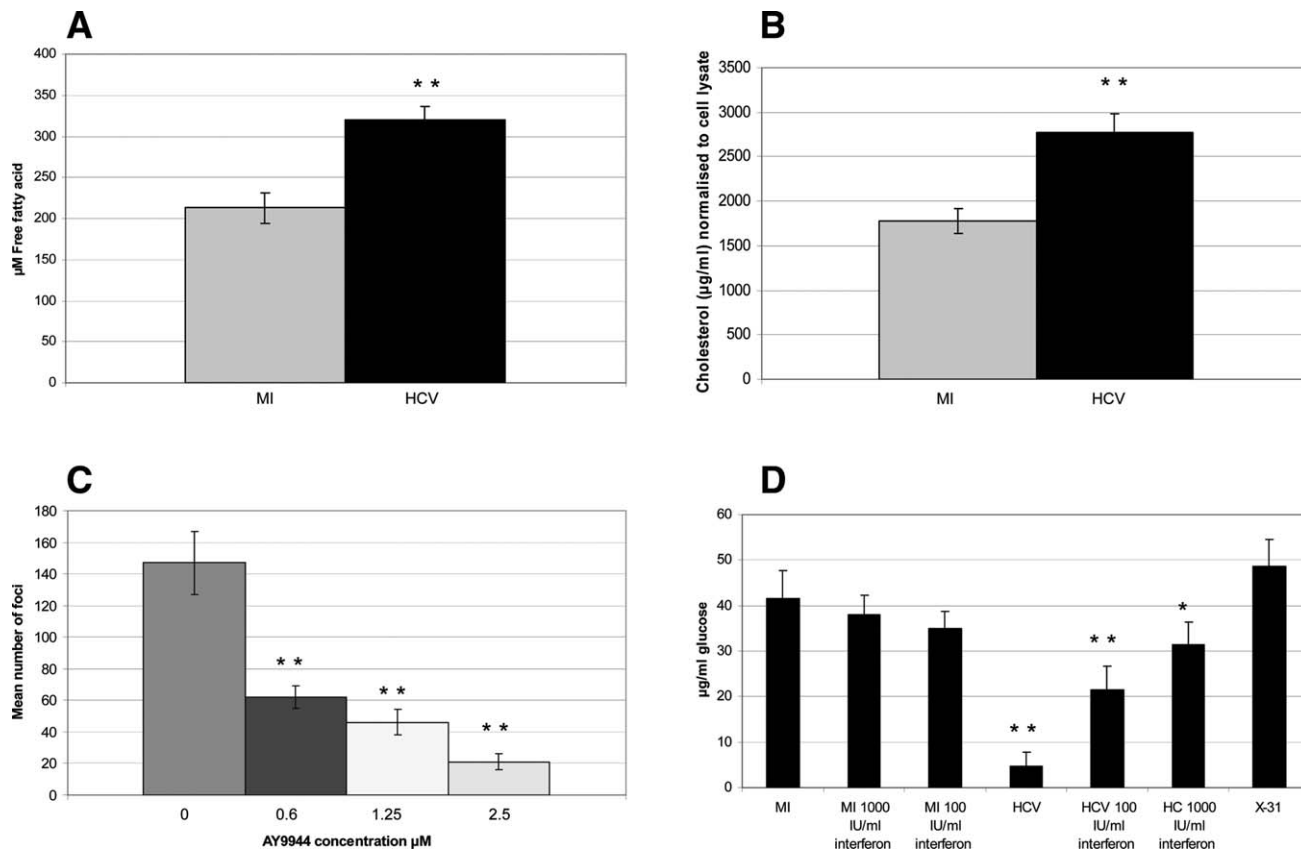 A
400
350
300
250
200
150
100
50
0
µM Free fatty acid
* *
MI HCV
B
3500
3000
2500
2000
1500
1000
500
0
Cholesterol (µg/ml) normalised to cell lysate
* *
MI HCV
C
180
160
140
120
100
80
60
40
20
0
Mean number of foci
* *
* *
* *
0 0.6 1.25 2.5
AY9944 concentration µM
D
60
50
40
30
20
10
0
µg/ml glucose
* *
* *
*
MI MI 1000 MI 100 HCV HCV 100 HC 1000 X-31
IU/ml IU/ml IU/ml IU/ml
interferon interferon interferon interferon